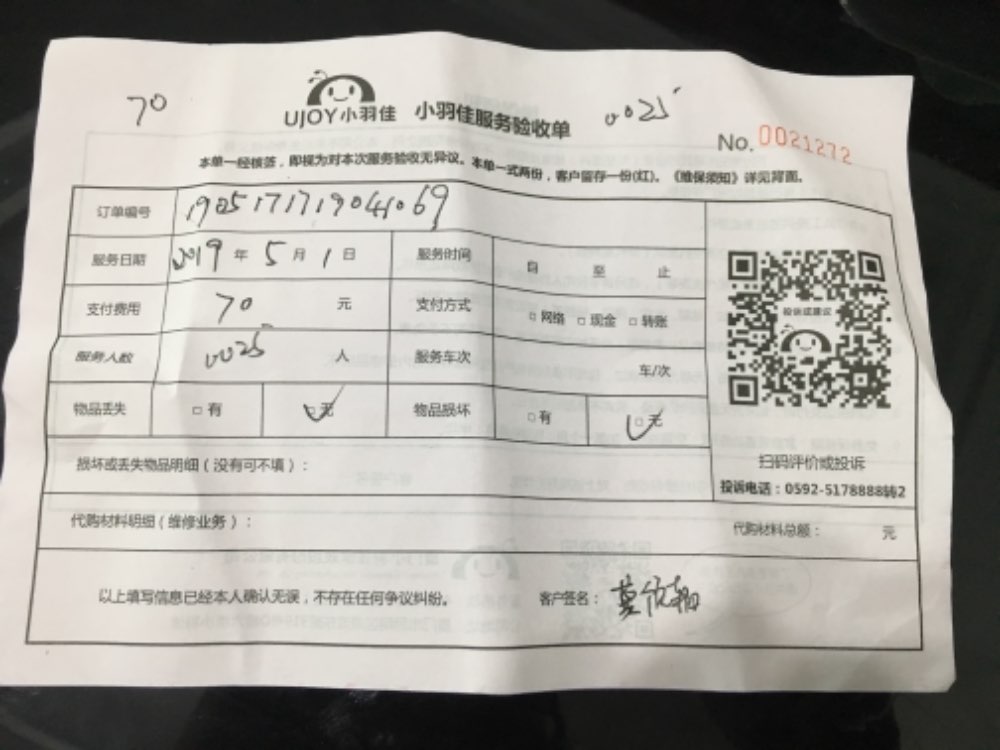 70
UJOY小羽佳 小羽佳服务验收单
0025
No. 0021272
本单一经核签，即视为对本次服务验收无异议。本单一式两份，客户留存一份(红)。《维保须知》详见背面。
订单编号
服务日期 2019 年 5 月 1 日 服务时间 自 至 止
支付费用 70 元 支付方式 □网络 □现金 □转账
服务人数 0025 人 服务车次 车/次
物品丢失 □有 □无 物品损坏 □有 □无
投诉或建议
扫码评价或投诉
投诉电话：0592-5178888转2
损坏或丢失物品明细（没有可不填）：
代购材料明细（维修业务）： 代购材料总额： 元
以上填写信息已经本人确认无误，不存在任何争议纠纷。 客户签名：